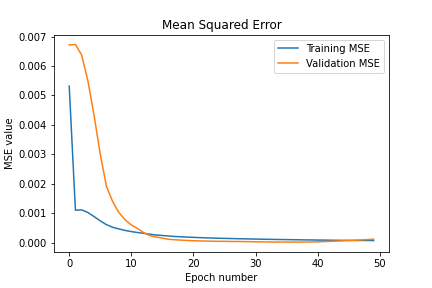 Mean Squared Error
Training MSE
Validation MSE
MSE value
0.007
0.006
0.005
0.004
0.003
0.002
0.001
0.000
0 10 20 30 40 50
Epoch number